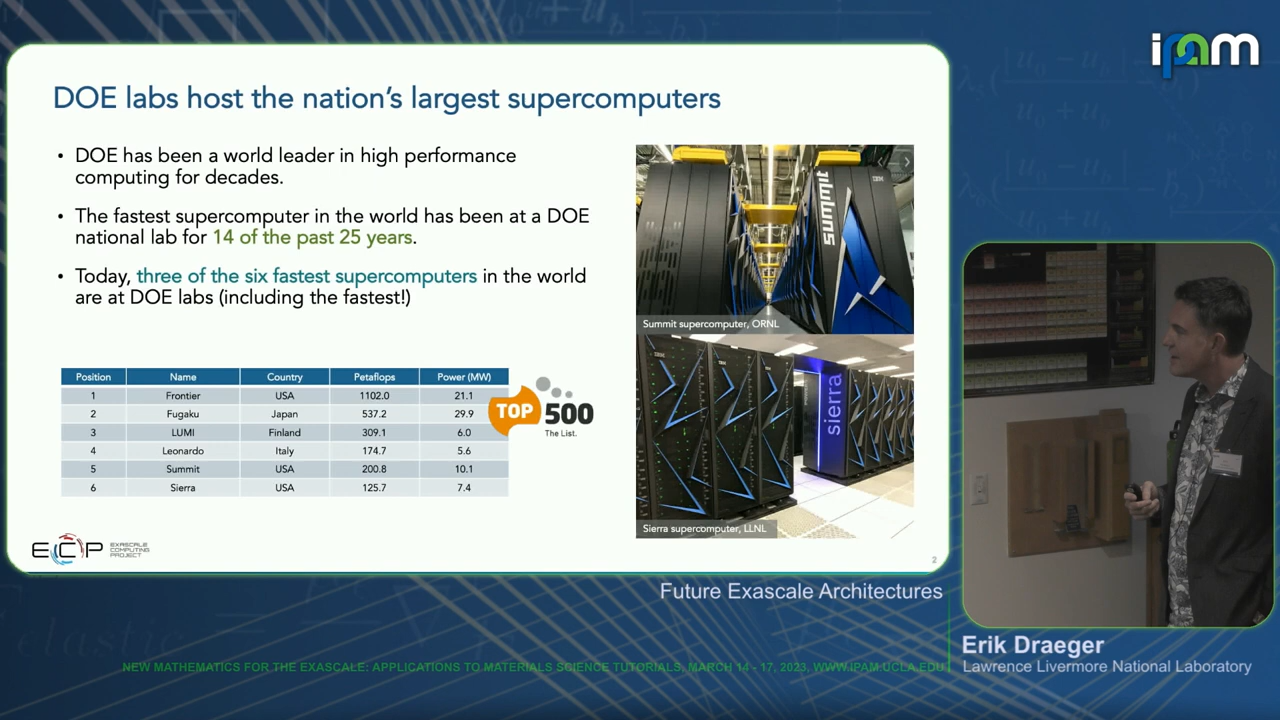 ipam
DOE labs host the nation's largest supercomputers
• DOE has been a world leader in high performance
computing for decades.
• The fastest supercomputer in the world has been at a DOE
national lab for 14 of the past 25 years.
• Today, three of the six fastest supercomputers in the world
are at DOE labs (including the fastest!)
summit
IBM
Summit supercomputer, ORNL
Position Name Country Petaflops Power (MW)
1 Frontier USA 1102.0 21.1
2 Fugaku Japan 537.2 29.9
3 LUMI Finland 309.1 6.0
4 Leonardo Italy 174.7 5.6
5 Summit USA 200.8 10.1
6 Sierra USA 125.7 7.4
TOP 500
The List.
IBM
sierra
Sierra supercomputer, LLNL
ECP EXASCALE
COMPUTING
PROJECT
2
Future Exascale Architectures
Erik Draeger
Lawrence Livermore National Laboratory
NEW MATHEMATICS FOR THE EXASCALE: APPLICATIONS TO MATERIALS SCIENCE TUTORIALS, MARCH 14 - 17, 2023, WWW.IPAM.UCLA.EDU
elastic